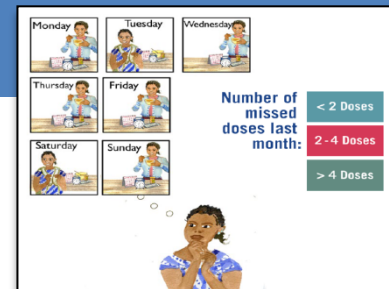 Monday Tuesday Wednesday
Thursday Friday
Saturday Sunday
Number of
missed
doses last
month:
< 2 Doses
2-4 Doses
> 4 Doses